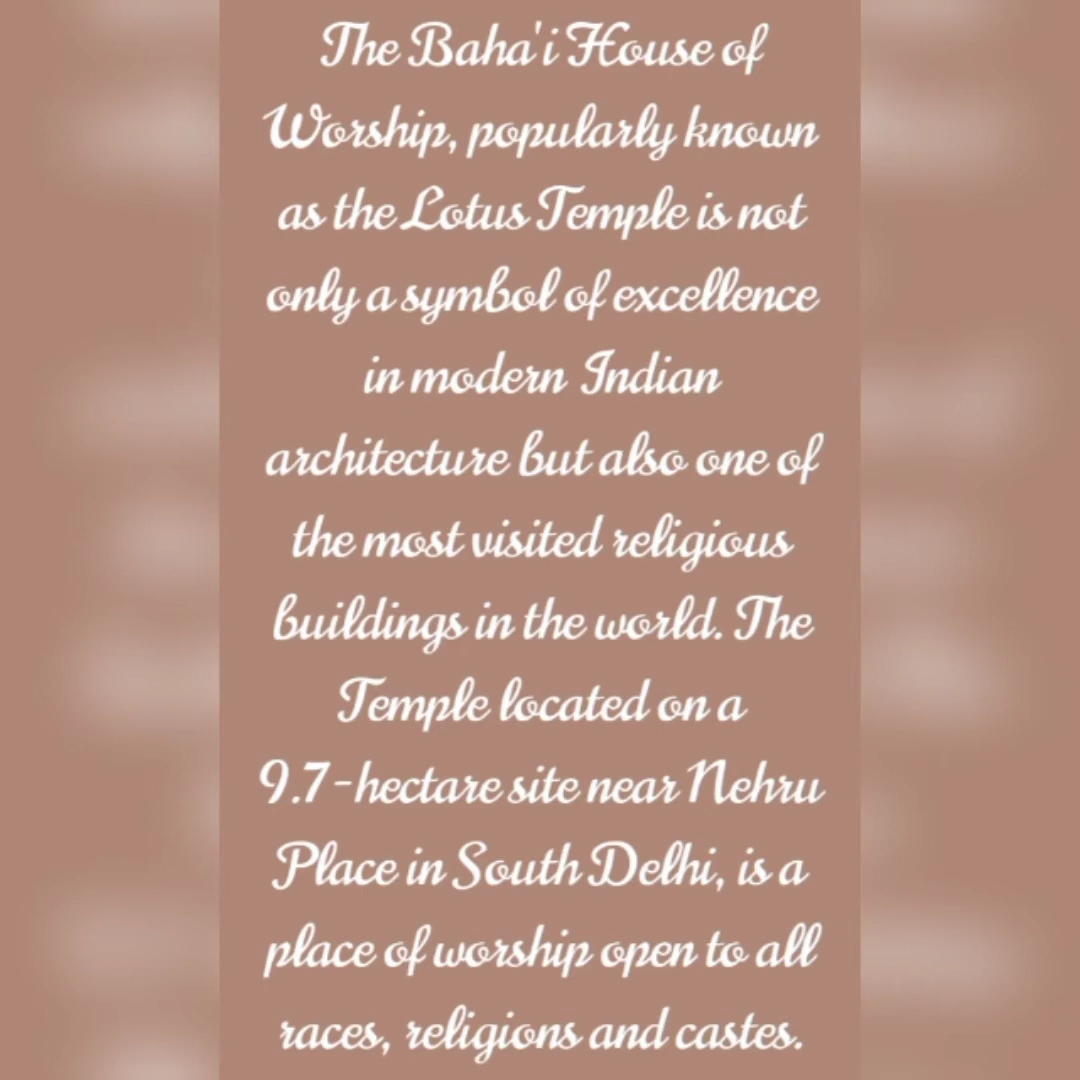 The Baha'i House of
Worship, popularly known
as the Lotus Temple is not
only a symbol of excellence
in modern Indian
architecture but also one of
the most visited religious
buildings in the world. The
Temple located on a
9.7-hectare site near Nehru
Place in South Delhi, is a
place of worship open to all
races, religions and castes.